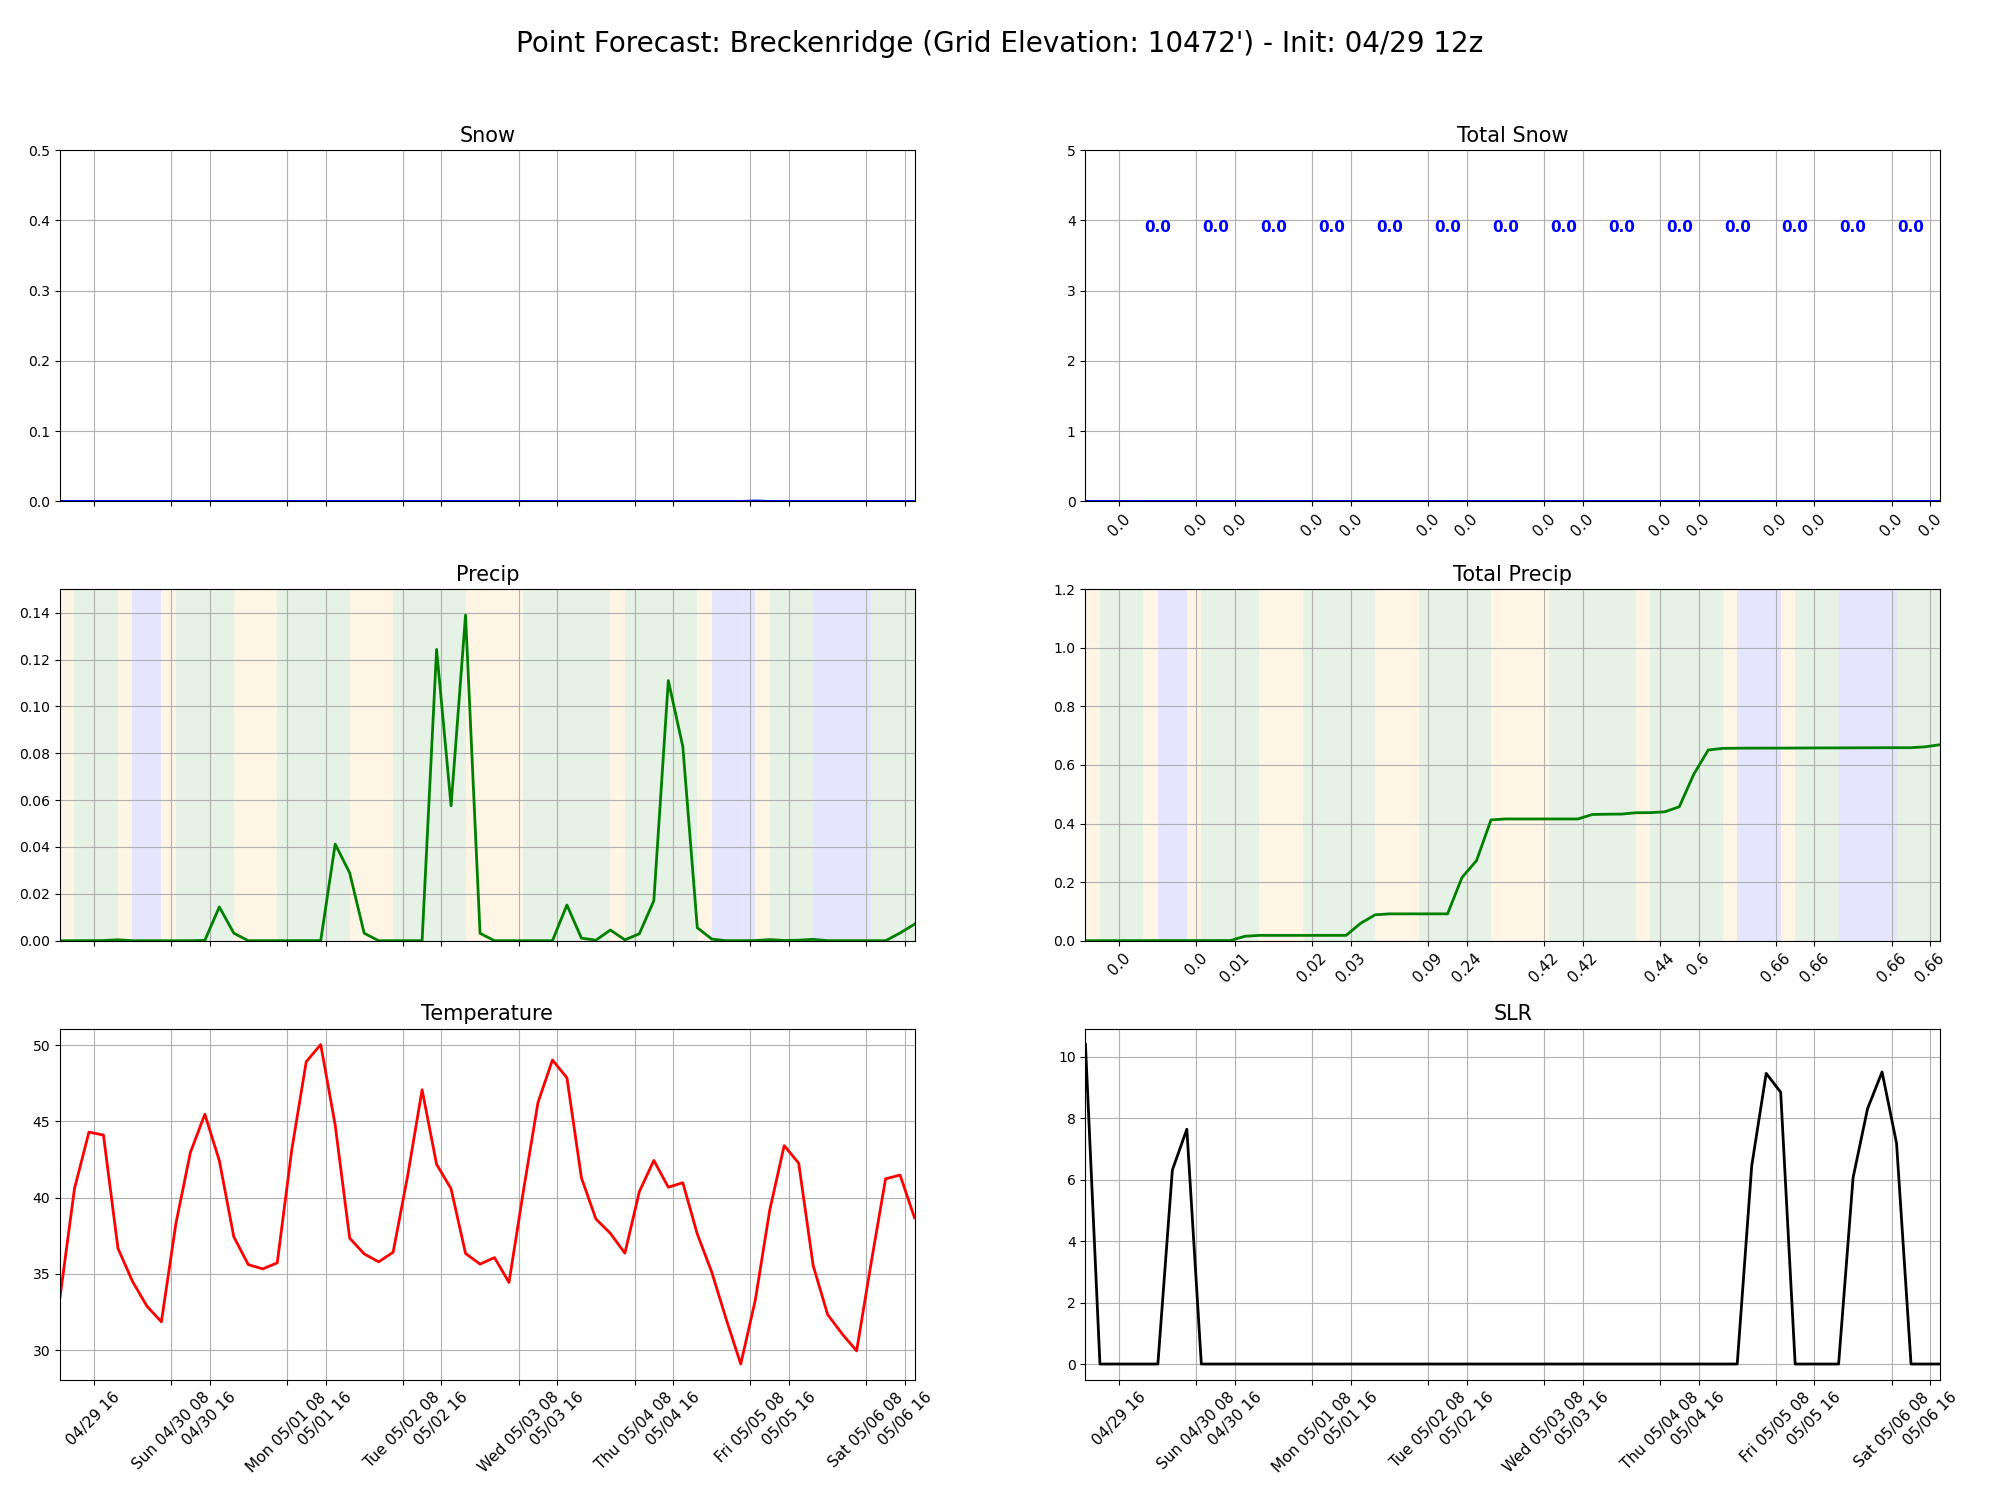 Point Forecast: Breckenridge (Grid Elevation: 10472') - Init: 04/29 12z
Snow
0.5
0.4
0.3
0.2
0.1
0.0
Total Snow
5
4
3
2
1
0
0.0 0.0 0.0 0.0 0.0 0.0 0.0 0.0 0.0 0.0 0.0 0.0 0.0 0.0
0.0 0.0 0.0 0.0 0.0 0.0 0.0 0.0 0.0 0.0 0.0 0.0 0.0 0.0 0.0
Precip
0.14
0.12
0.10
0.08
0.06
0.04
0.02
0.00
Total Precip
1.2
1.0
0.8
0.6
0.4
0.2
0.0
0.0 0.0 0.01 0.02 0.03 0.09 0.24 0.42 0.42 0.44 0.6 0.66 0.66 0.66 0.66
Temperature
50
45
40
35
30
04/29 16
Sun 04/30 08
04/30 16
Mon 05/01 08
05/01 16
Tue 05/02 08
05/02 16
Wed 05/03 08
05/03 16
Thu 05/04 08
05/04 16
Fri 05/05 08
05/05 16
Sat 05/06 08
05/06 16
SLR
10
8
6
4
2
0
04/29 16
Sun 04/30 08
04/30 16
Mon 05/01 08
05/01 16
Tue 05/02 08
05/02 16
Wed 05/03 08
05/03 16
Thu 05/04 08
05/04 16
Fri 05/05 08
05/05 16
Sat 05/06 08
05/06 16